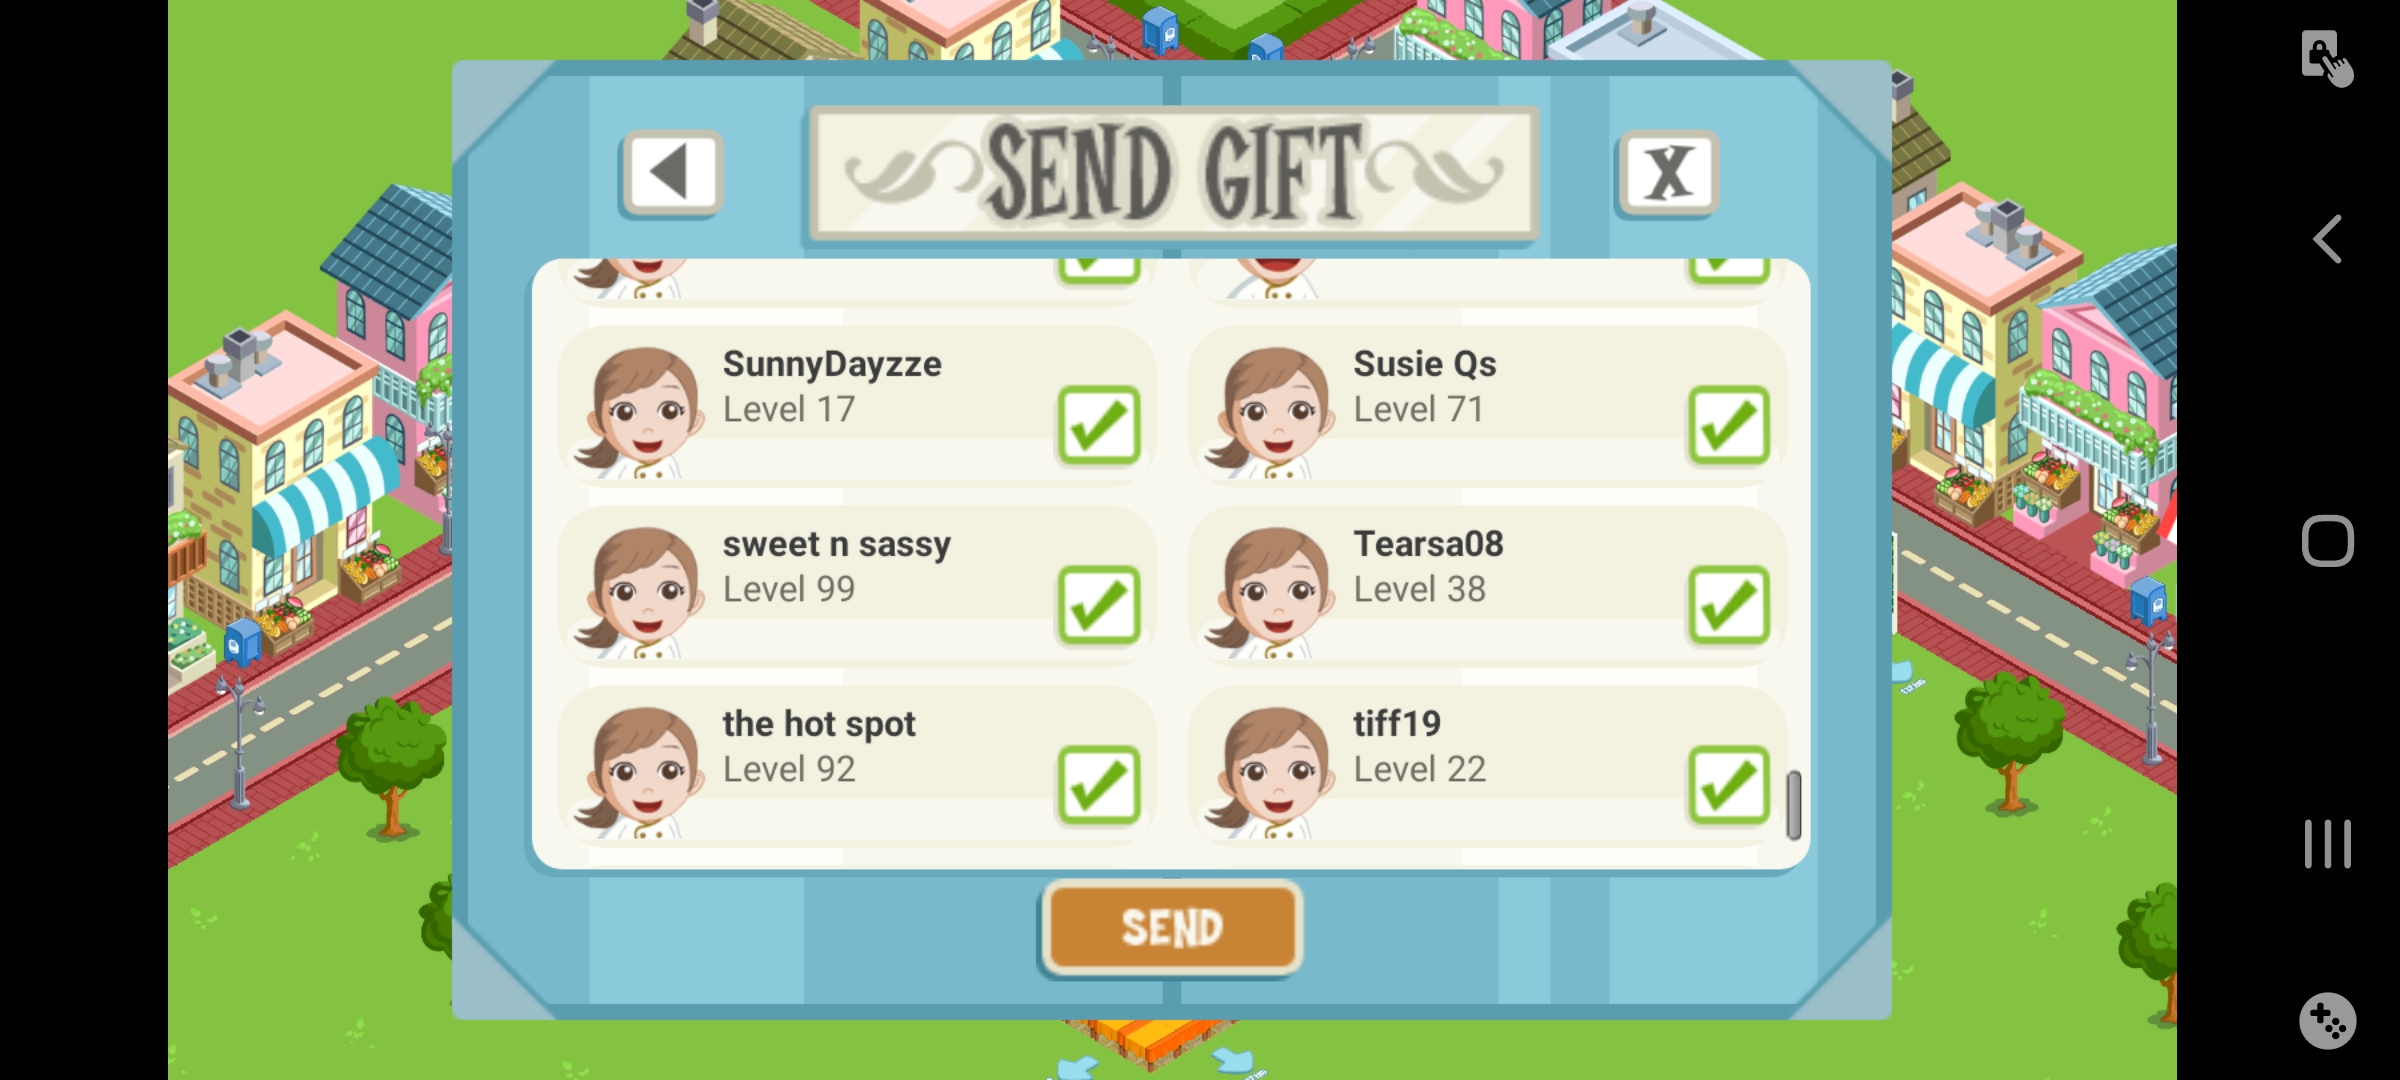 SEND GIFT
X
SunnyDayzze
Level 17
Susie Qs
Level 71
sweet n sassy
Level 99
Tearsa08
Level 38
the hot spot
Level 92
tiff19
Level 22
SEND